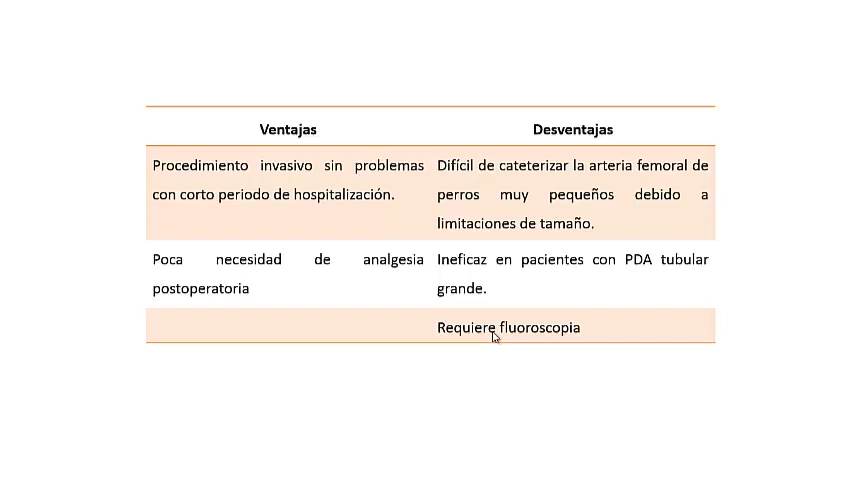 Ventajas
Desventajas
Procedimiento invasivo sin problemas
con corto periodo de hospitalización.
Difícil de cateterizar la arteria femoral de
perros muy pequeños debido a
limitaciones de tamaño.
Poca necesidad de analgesia
postoperatoria
Ineficaz en pacientes con PDA tubular
grande.
Requiere fluoroscopia